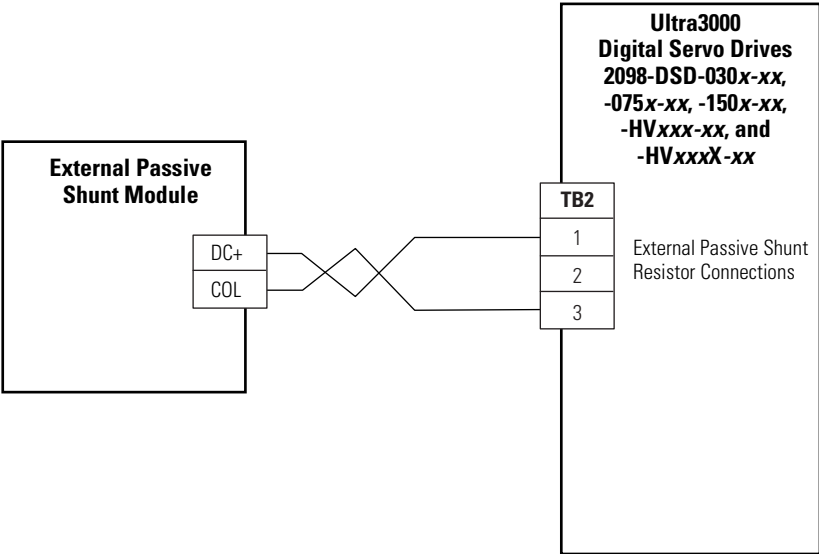 Ultra3000
Digital Servo Drives
2098-DSD-030x-xx,
-075x-xx, -150x-xx,
-HVxxx-xx, and
-HVxxxX-xx
External Passive
Shunt Module
TB2
DC+
COL
1
2
3
External Passive Shunt
Resistor Connections